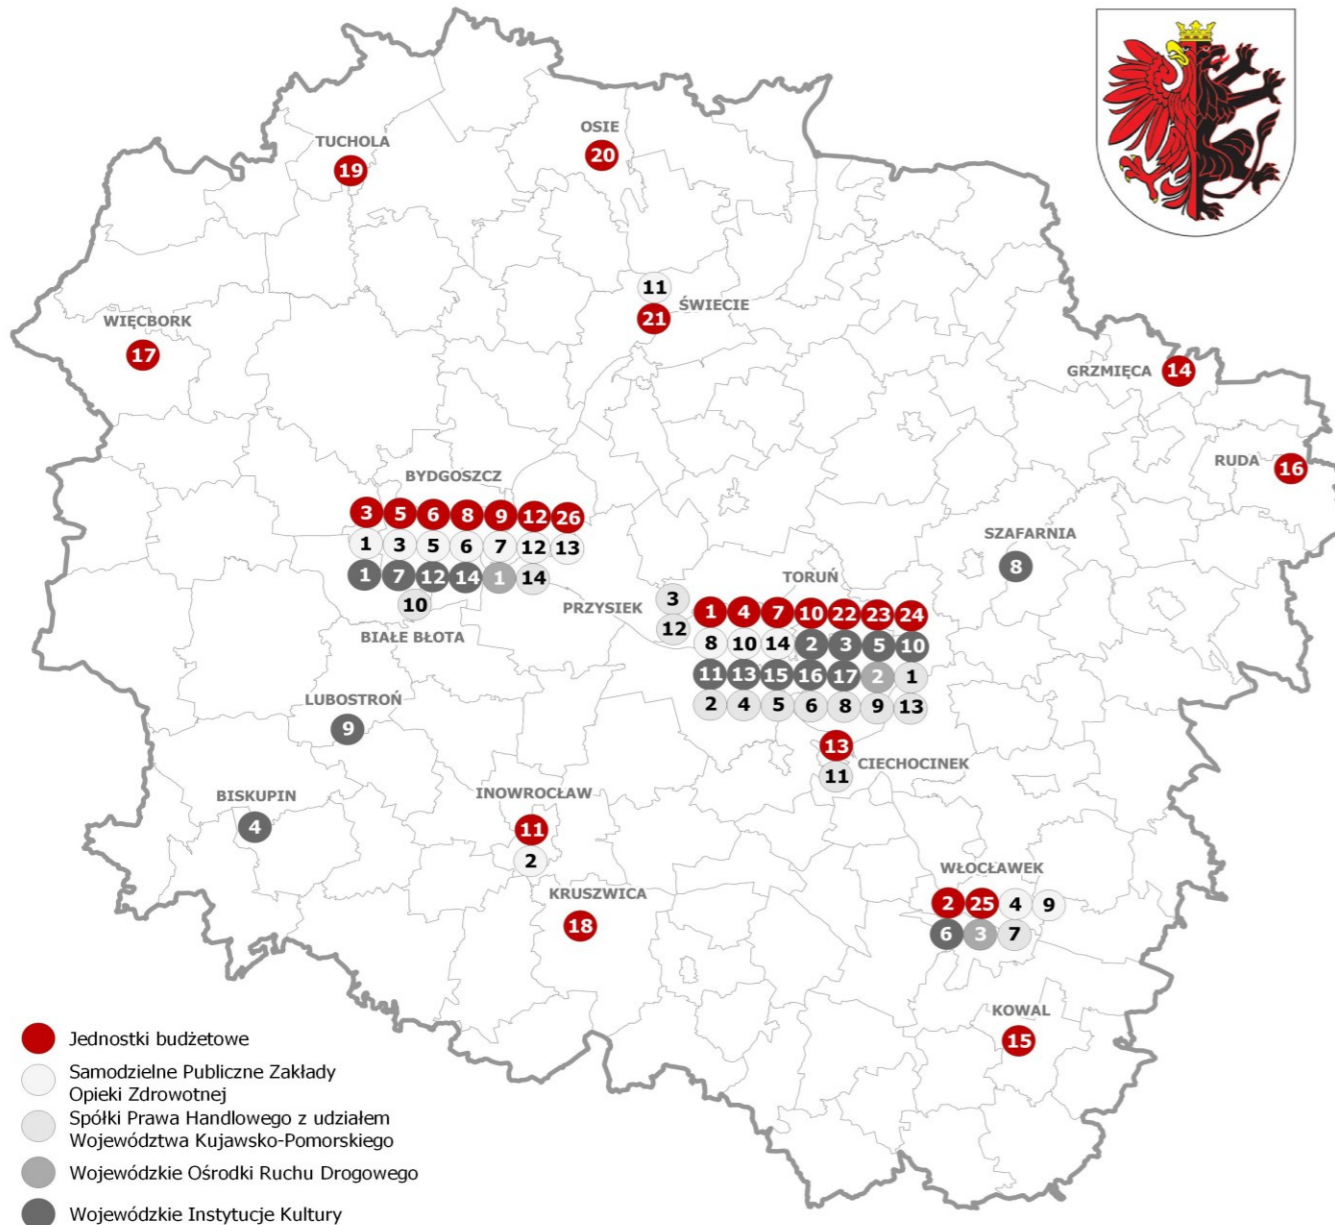 OSIE
20
TUCHOLA
19
11
ŚWIECIE
21
WIĘCBORK
17
GRZMIĘCA
14
RUDA
16
BYDGOSZCZ
3 5 6 8 9 12 26
1 3 5 6 7 12 13
1 7 12 14 1 14
10
BIAŁE BŁOTA
SZAFARNIA
8
PRZYSIEK
3
12
TORUŃ
1 4 7 10 22 23 24
8 10 14 2 3 5 10
11 13 15 16 17 2 1
2 4 5 6 8 9 13
LUBOSTROŃ
9
13
CIECHOCINEK
11
BISKUPIN
4
INOWROCŁAW
11
2
KRUSZWICA
18
WŁOCŁAWEK
2 25 4 9
6 3 7
KOWAL
15
Jednostki budżetowe
Samodzielne Publiczne Zakłady
Opieki Zdrowotnej
Spółki Prawa Handlowego z udziałem
Województwa Kujawsko-Pomorskiego
Wojewódzkie Ośrodki Ruchu Drogowego
Wojewódzkie Instytucje Kultury